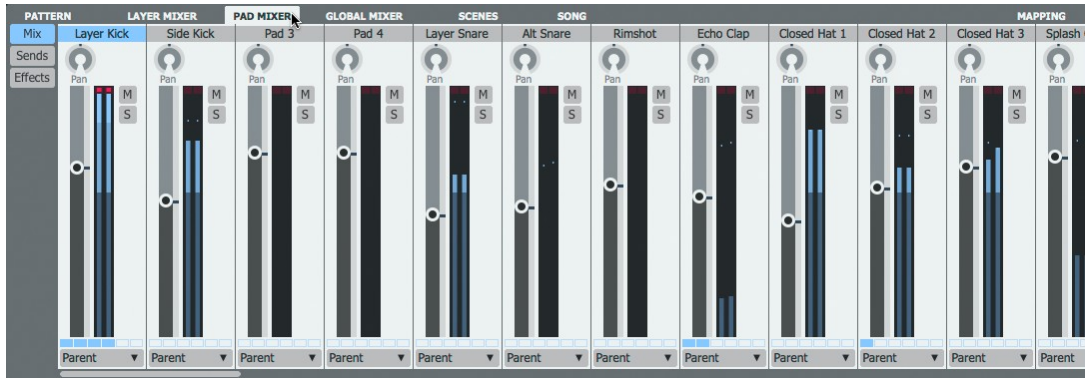 PATTERN LAYER MIXER PAD MIXER GLOBAL MIXER SCENES SONG MAPPING
Mix Layer Kick Side Kick Pad 3 Pad 4 Layer Snare Alt Snare Rimshot Echo Clap Closed Hat 1 Closed Hat 2 Closed Hat 3 Splash
Sends
Effects Pan Pan Pan Pan Pan Pan Pan Pan Pan Pan Pan Pan
M M M M M M M M M M M
S S S S S S S S S S S
Parent Parent Parent Parent Parent Parent Parent Parent Parent Parent Parent Parent